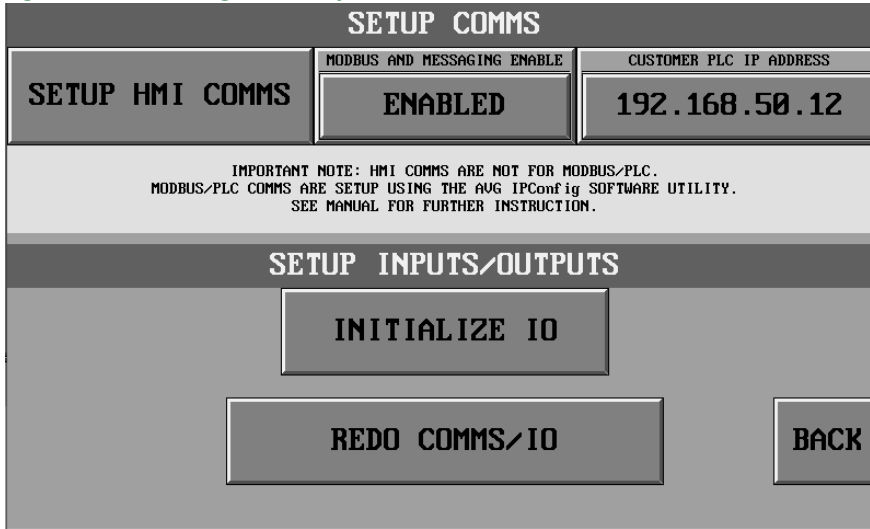 SETUP COMMS
MODBUS AND MESSAGING ENABLE
CUSTOMER PLC IP ADDRESS
SETUP HMI COMMS
ENABLED
192.168.50.12
IMPORTANT NOTE: HMI COMMS ARE NOT FOR MODBUS/PLC.
MODBUS/PLC COMMS ARE SETUP USING THE AVG IPConfig SOFTWARE UTILITY.
SEE MANUAL FOR FURTHER INSTRUCTION.
SETUP INPUTS/OUTPUTS
INITIALIZE IO
REDO COMMS/IO
BACK